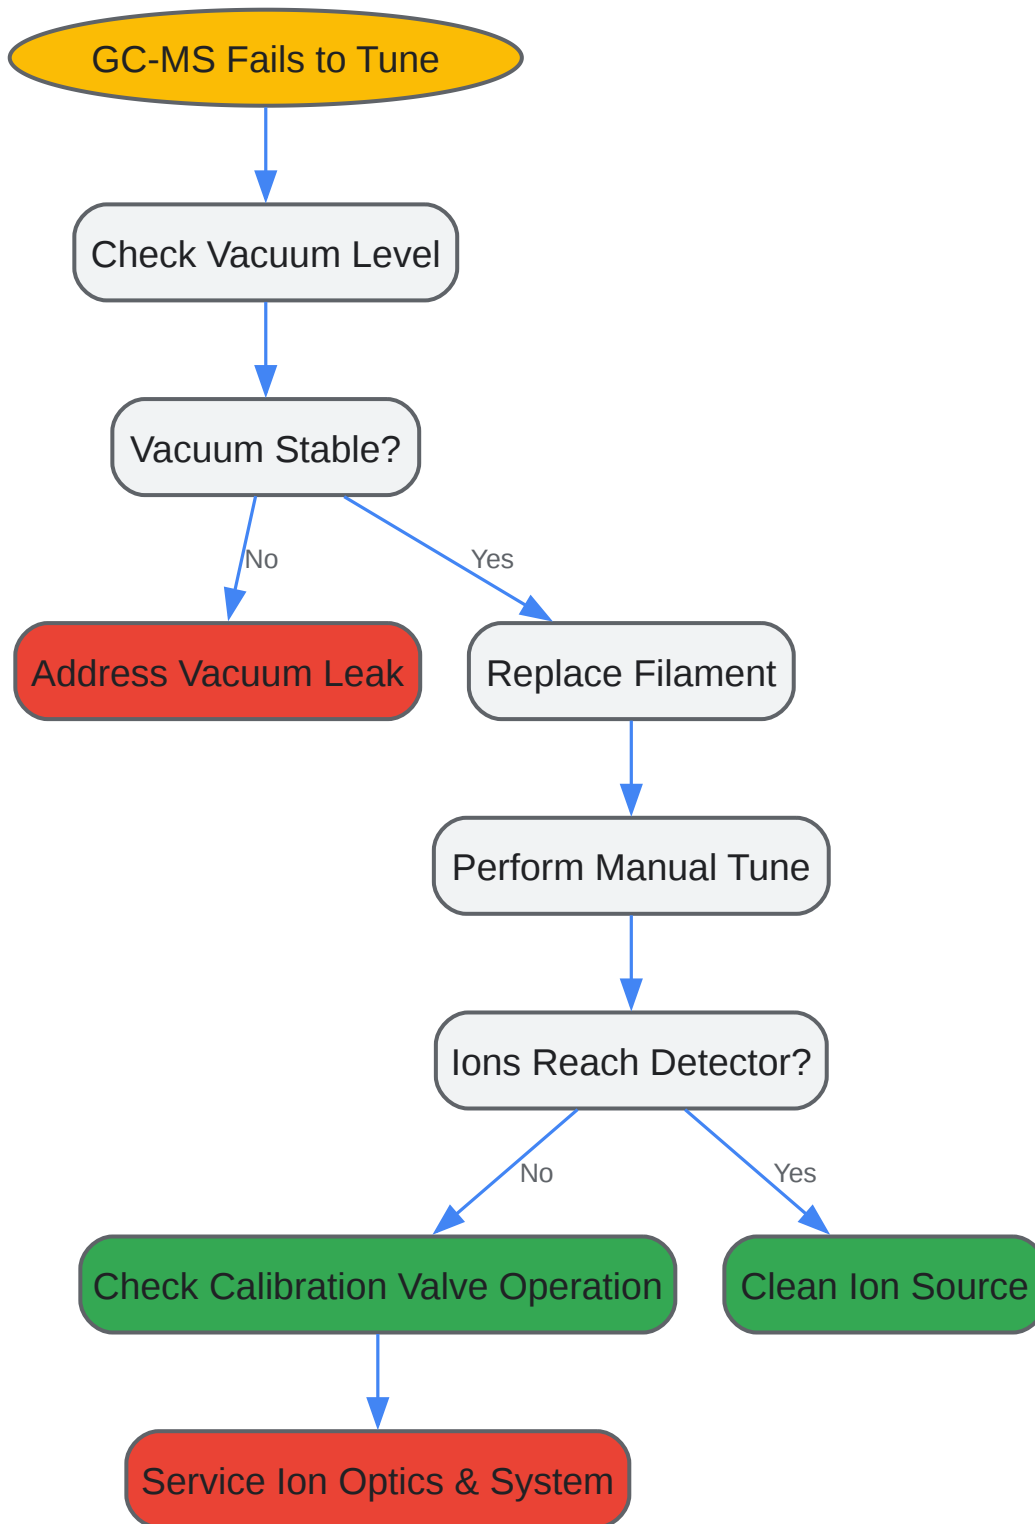 GC-MS Fails to Tune
Check Vacuum Level
Vacuum Stable?
No
Yes
Address Vacuum Leak
Replace Filament
Perform Manual Tune
Ions Reach Detector?
No
Yes
Check Calibration Valve Operation
Clean Ion Source
Service Ion Optics & System